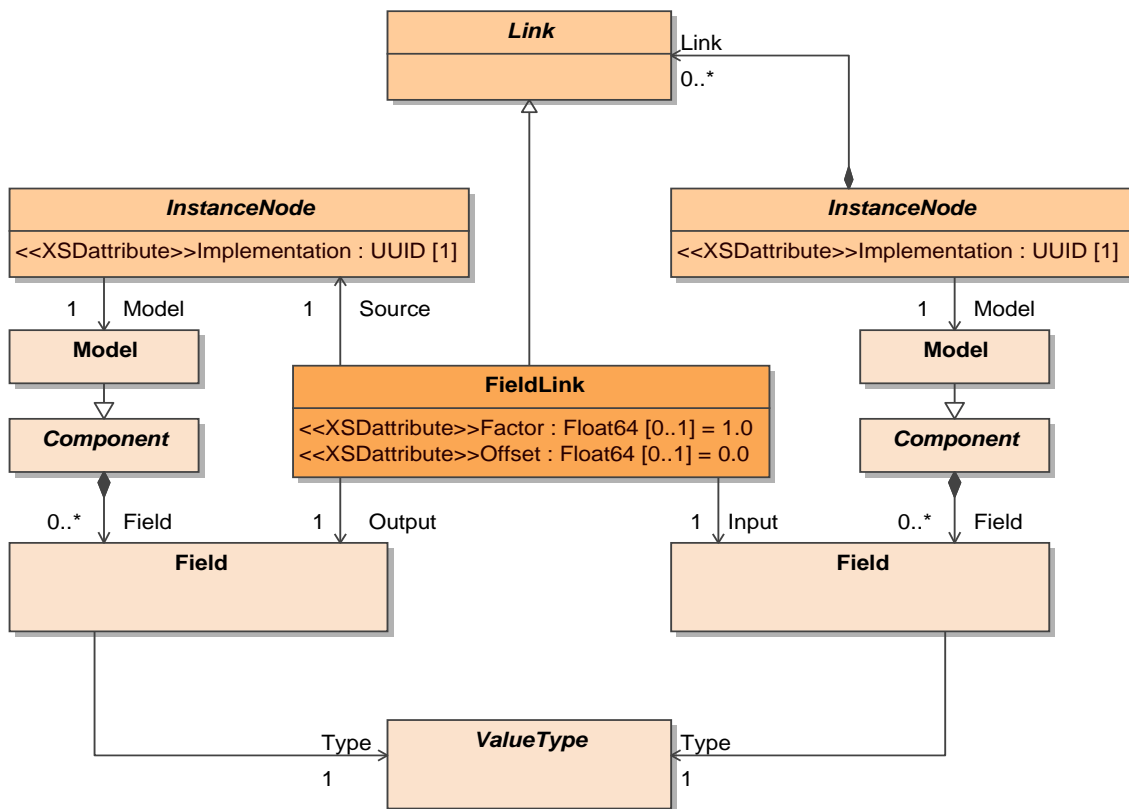 Link
Link
0..*
InstanceNode
<<XSDattribute>>Implementation : UUID [1]
InstanceNode
<<XSDattribute>>Implementation : UUID [1]
1 Model
1 Source
1 Model
Model
Model
FieldLink
<<XSDattribute>>Factor : Float64 [0..1] = 1.0
<<XSDattribute>>Offset : Float64 [0..1] = 0.0
Component
Component
0..* Field
1 Output
1 Input
0..* Field
Field
Field
Type
1
ValueType
Type
1